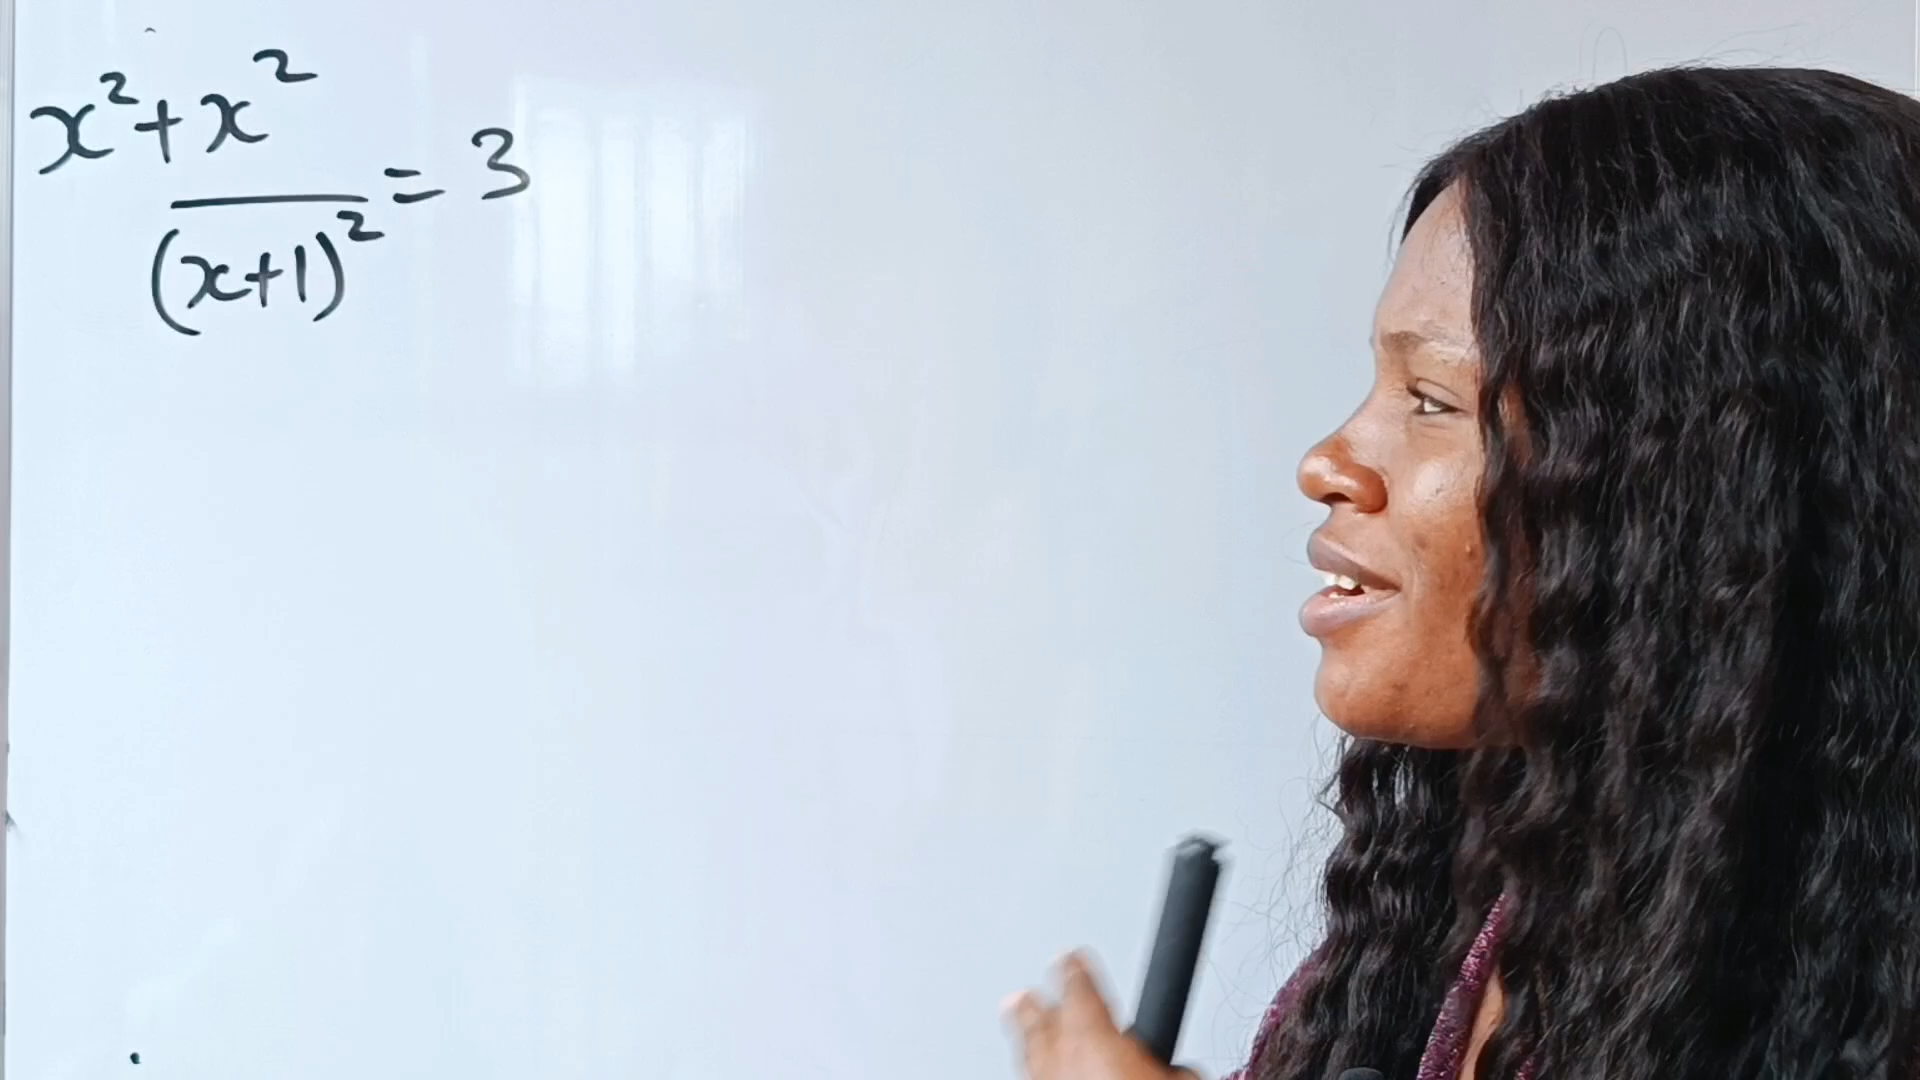 x² + x²/(x+1)² = 3